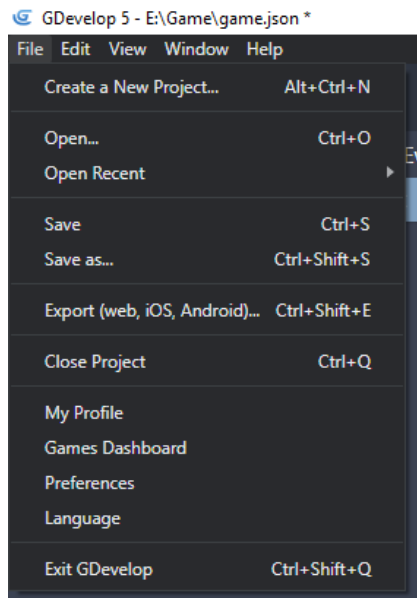 GDevelop 5 - E:\Game\game.json *
File Edit View Window Help
Create a New Project... Alt+Ctrl+N
Open... Ctrl+O
Open Recent
Save Ctrl+S
Save as... Ctrl+Shift+S
Export (web, iOS, Android)... Ctrl+Shift+E
Close Project Ctrl+Q
My Profile
Games Dashboard
Preferences
Language
Exit GDevelop Ctrl+Shift+Q